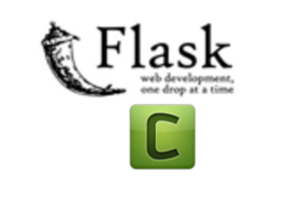 Flask
web development,
one drop at a time
C